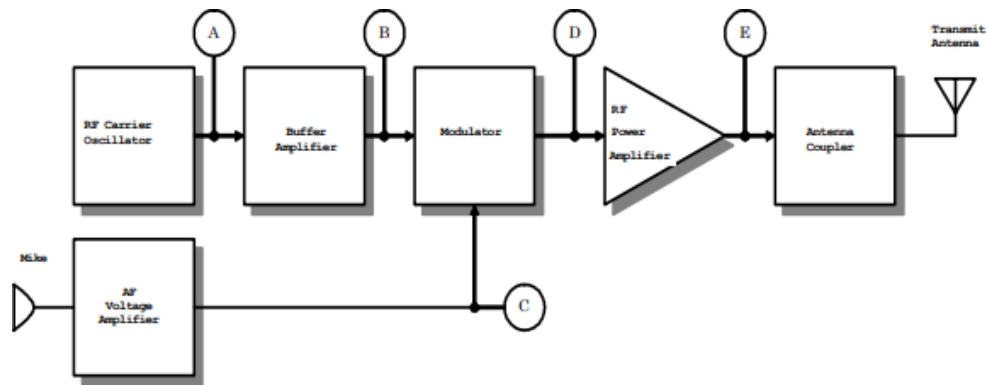 A
B
D
E
Transmit
Antenna
RF Carrier
Oscillator
Buffer
Amplifier
Modulator
RF
Power
Amplifier
Antenna
Coupler
Mike
AF
Voltage
Amplifier
C